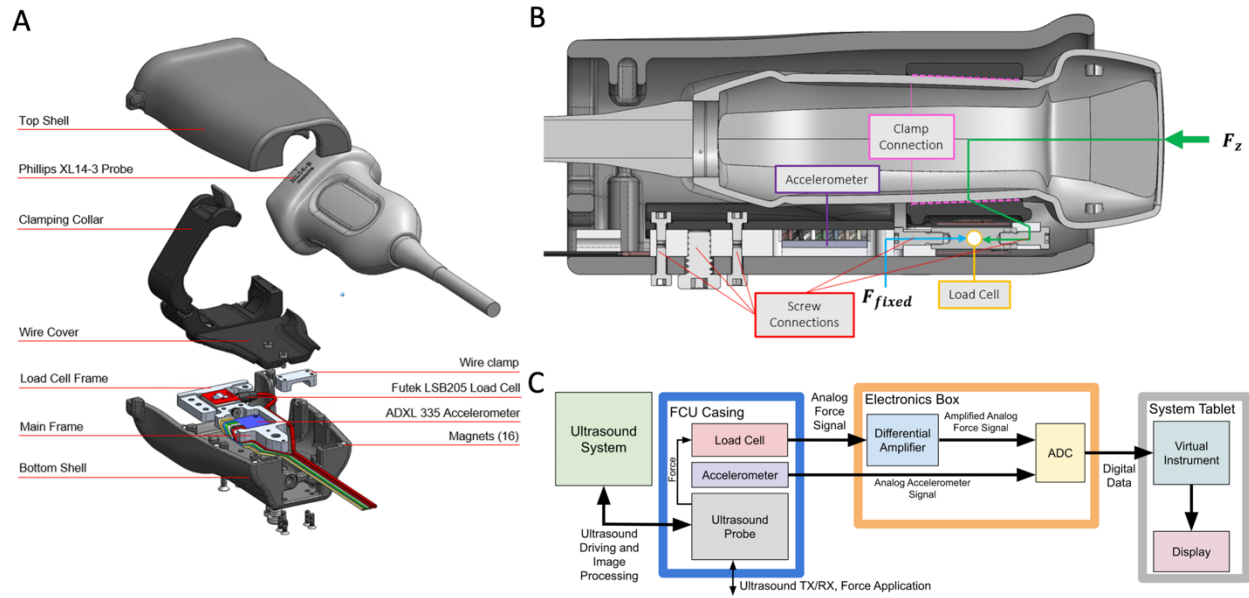 A
Top Shell
Phillips XL14-3 Probe
Clamping Collar
Wire Cover
Load Cell Frame
Main Frame
Bottom Shell
Wire clamp
Futek LSB205 Load Cell
ADXL 335 Accelerometer
Magnets (16)
B
Clamp
Connection
Accelerometer
F_z
F_fixed
Screw
Connections
Load Cell
C
Ultrasound
System
Ultrasound
Driving and
Image
Processing
FCU Casing
Load Cell
Force
Accelerometer
Ultrasound
Probe
Ultrasound TX/RX, Force Application
Analog
Force
Signal
Electronics Box
Differential
Amplifier
Amplified Analog
Force Signal
Analog Accelerometer
Signal
ADC
Digital
Data
System Tablet
Virtual
Instrument
Display